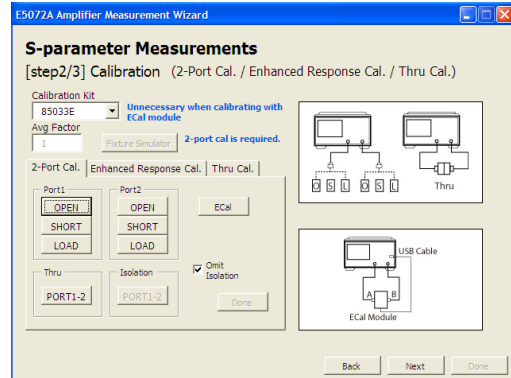 E5072A Amplifier Measurement Wizard
S-parameter Measurements
[step2/3] Calibration (2-Port Cal. / Enhanced Response Cal. / Thru Cal.)
Calibration Kit
85033E
Unnecessary when calibrating with
ECal module
Avg Factor
1
Fixture Simulator
2-port cal is required.
2-Port Cal. Enhanced Response Cal. Thru Cal.
Port1 Port2
OPEN OPEN ECal
SHORT SHORT
LOAD LOAD
Thru Isolation
Omit
Isolation
PORT1-2 PORT1-2
Done
O S L O S L Thru
USB Cable
A B
ECal Module
Back Next Done